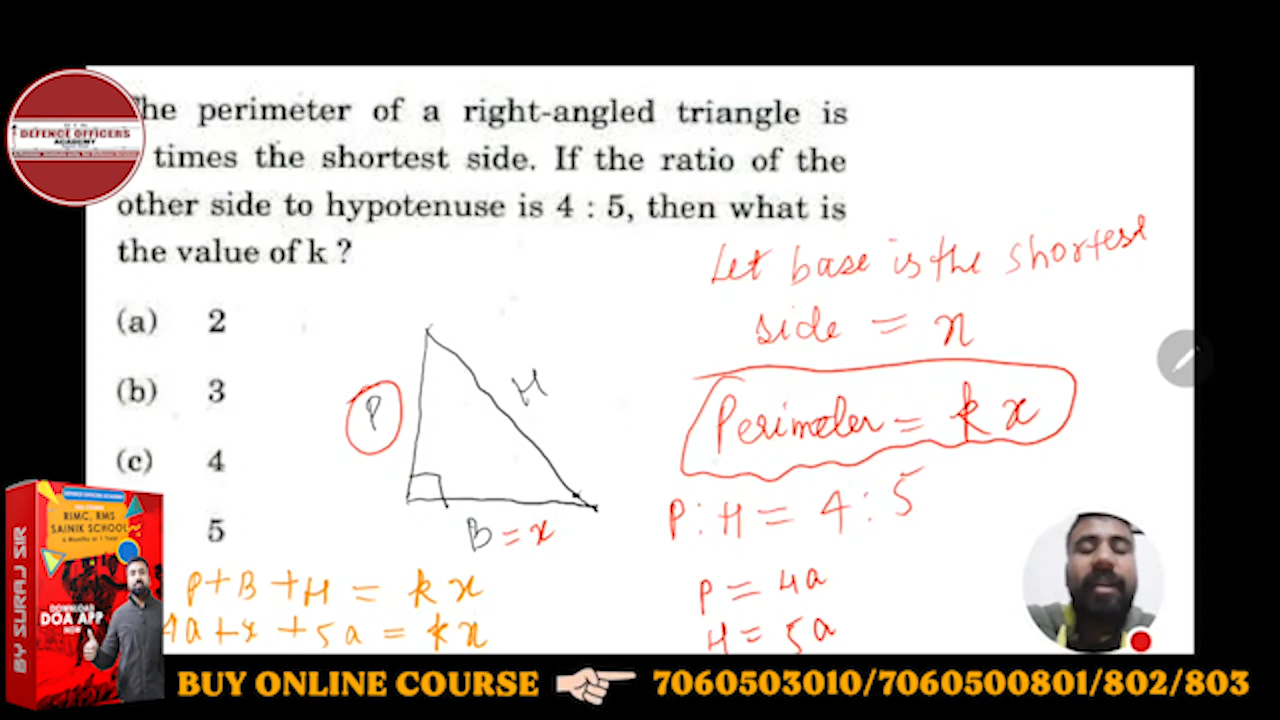 DEFENCE OFFICERS
ACADEMY
The perimeter of a right-angled triangle is
times the shortest side. If the ratio of the
other side to hypotenuse is 4 : 5, then what is
the value of k ?
(a) 2
(b) 3
(c) 4
5
P
H
B = x
Let base is the shortest
side = x
Perimeter = kx
P : H = 4 : 5
P = 4a
H = 5a
P + B + H = kx
4a + x + 5a = kx
DEFENCE OFFICERS ACADEMY
RIMC, RMS
SAINIK SCHOOL
DOWNLOAD
DOA APP
NOW
BY SURAJ SIR
BUY ONLINE COURSE 7060503010/7060500801/802/803